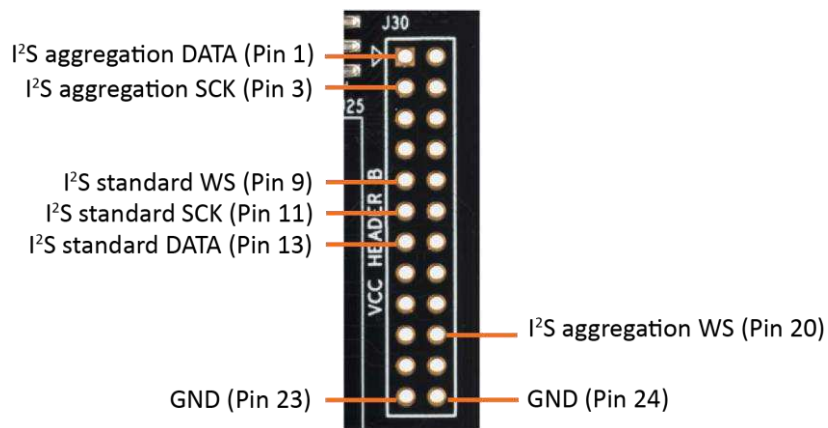 J30
I²S aggregation DATA (Pin 1)
I²S aggregation SCK (Pin 3)
J25
I²S standard WS (Pin 9)
I²S standard SCK (Pin 11)
I²S standard DATA (Pin 13)
VCC HEADER B
I²S aggregation WS (Pin 20)
GND (Pin 23)
GND (Pin 24)